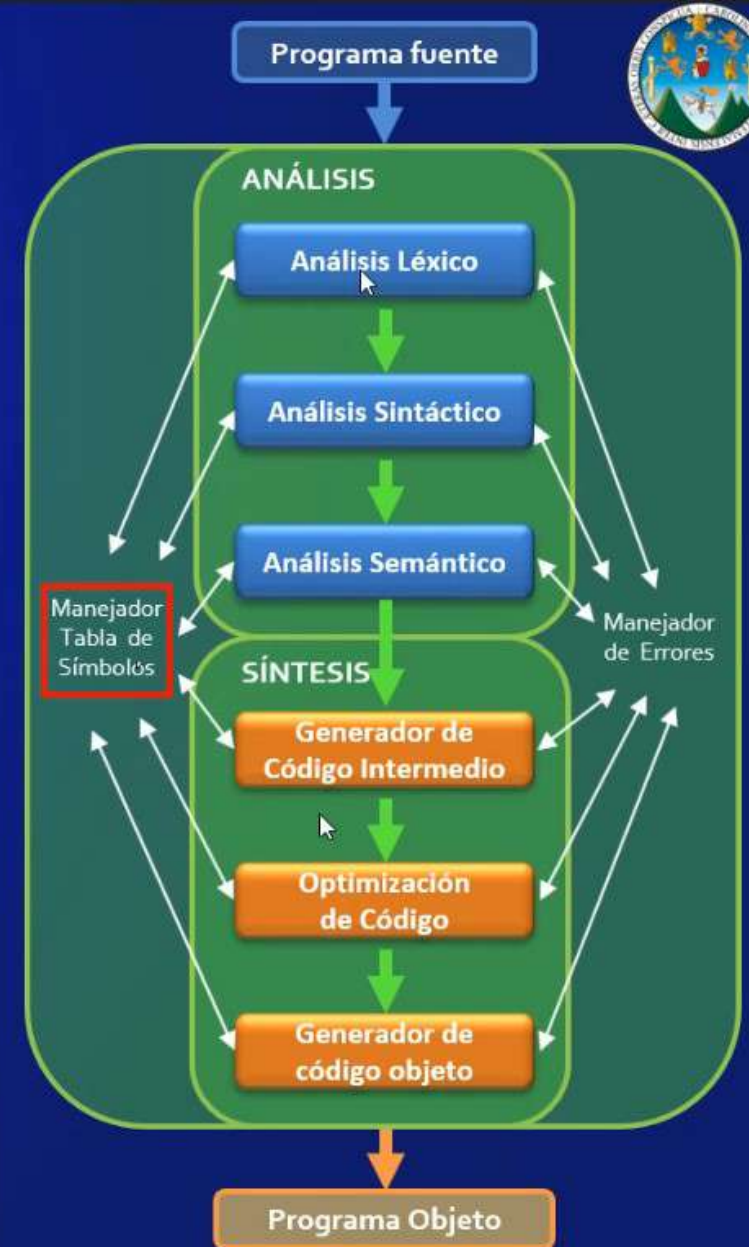 Programa fuente
ANÁLISIS
Análisis Léxico
Análisis Sintáctico
Análisis Semántico
Manejador
Tabla de
Símbolos
Manejador
de Errores
SÍNTESIS
Generador de
Código Intermedio
Optimización
de Código
Generador de
código objeto
Programa Objeto